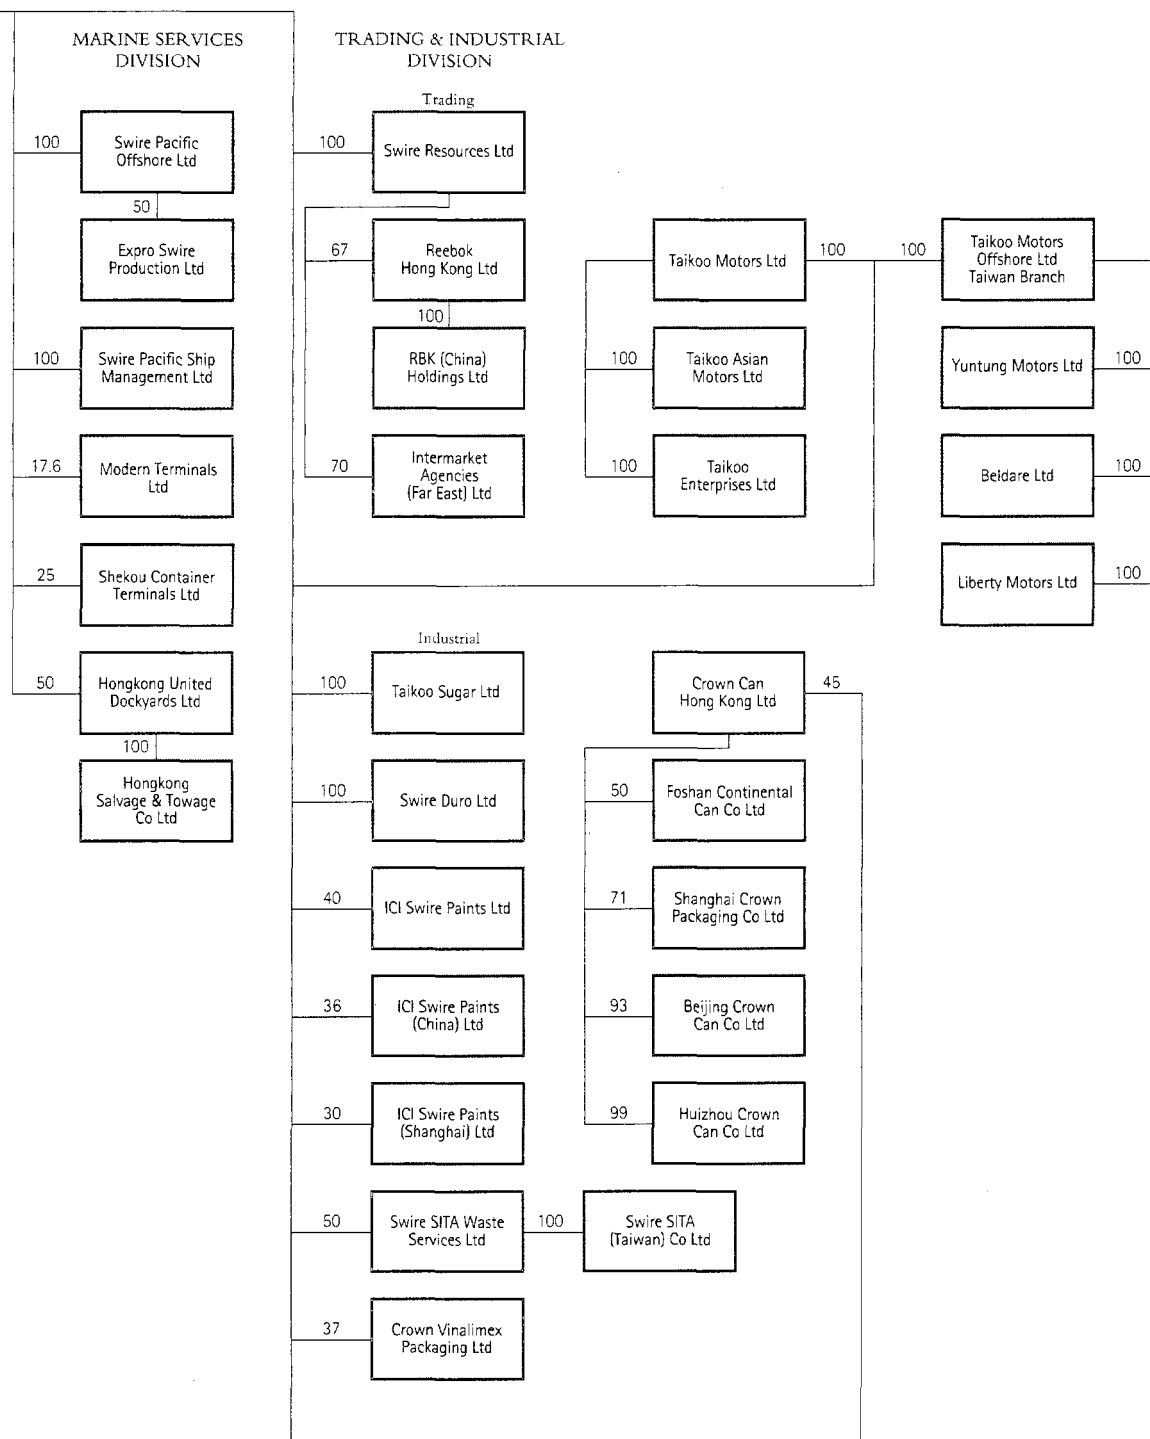 MARINE SERVICES
DIVISION
100
Swire Pacific
Offshore Ltd
50
Expro Swire
Production Ltd
100
Swire Pacific Ship
Management Ltd
17.6
Modern Terminals
Ltd
25
Shekou Container
Terminals Ltd
50
Hongkong United
Dockyards Ltd
100
Hongkong
Salvage & Towage
Co Ltd
TRADING & INDUSTRIAL
DIVISION
Trading
100
Swire Resources Ltd
67
Reebok
Hong Kong Ltd
100
RBK (China)
Holdings Ltd
70
Intermarket
Agencies
(Far East) Ltd
Taikoo Motors Ltd
100
100
Taikoo Asian
Motors Ltd
100
Taikoo
Enterprises Ltd
100
Taikoo Motors
Offshore Ltd
Taiwan Branch
Yuntung Motors Ltd
100
Beldare Ltd
100
Liberty Motors Ltd
100
Industrial
100
Taikoo Sugar Ltd
100
Swire Duro Ltd
40
ICI Swire Paints Ltd
36
ICI Swire Paints
(China) Ltd
30
ICI Swire Paints
(Shanghai) Ltd
50
Swire SITA Waste
Services Ltd
100
Swire SITA
(Taiwan) Co Ltd
37
Crown Vinalimex
Packaging Ltd
Crown Can
Hong Kong Ltd
45
50
Foshan Continental
Can Co Ltd
71
Shanghai Crown
Packaging Co Ltd
93
Beijing Crown
Can Co Ltd
99
Huizhou Crown
Can Co Ltd